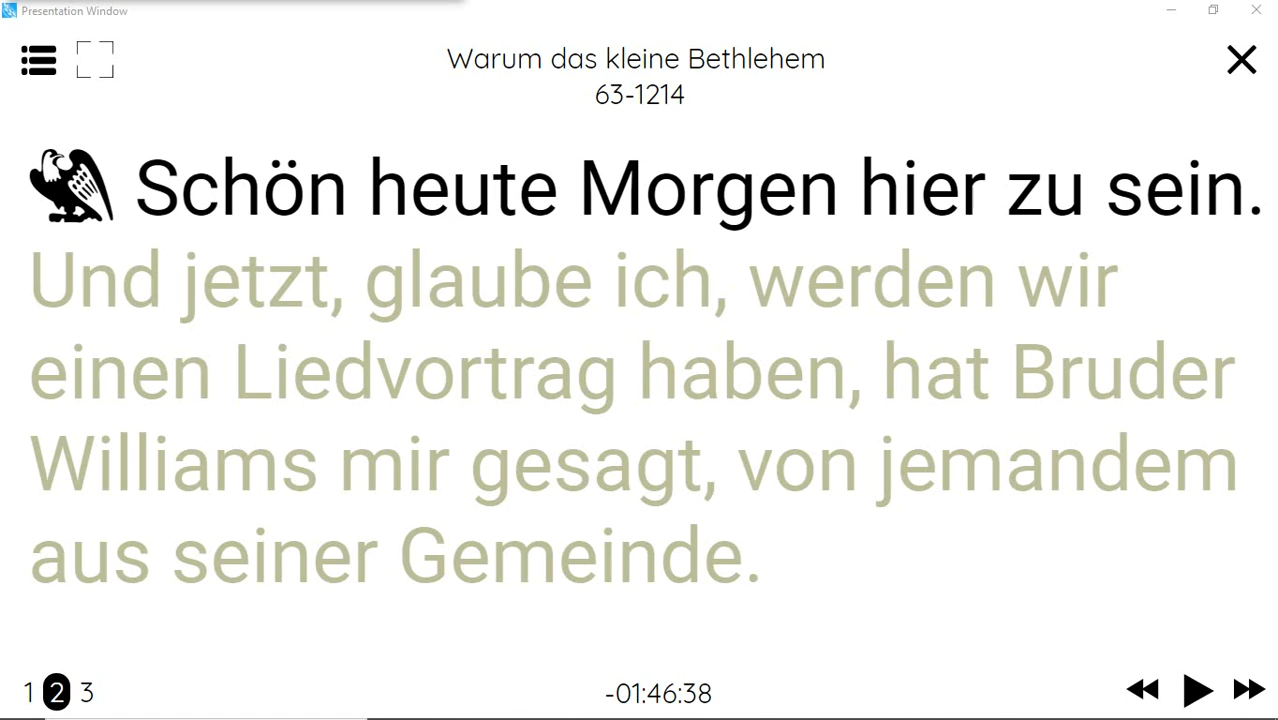 Presentation Window
Warum das kleine Bethlehem
63-1214
Schön heute Morgen hier zu sein.
Und jetzt, glaube ich, werden wir
einen Liedvortrag haben, hat Bruder
Williams mir gesagt, von jemandem
aus seiner Gemeinde.
1 2 3
-01:46:38